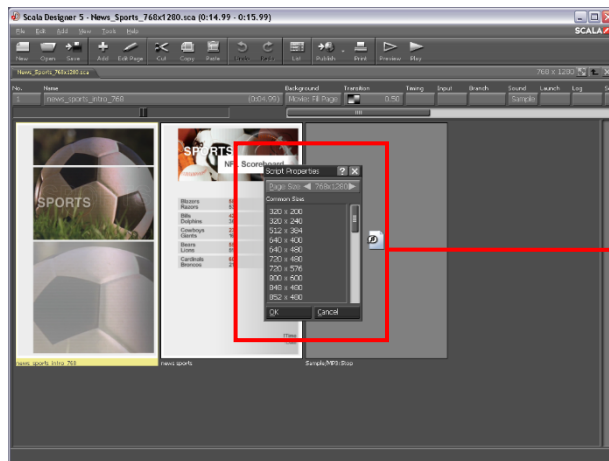 Scala Designer 5 - News_Sports_768x1280.sca (0:14.99 - 0:15.99)
File Edit Add View Tools Help
SCALA
New Open Save Add Edit Page Cut Copy Paste Undo Redo List Publish Print Preview Play
News_Sports_768x1280.sca
768 x 1280
No. Name Background Transition Timing Input Branch Sound Launch Log
1 news_sports_intro_768 (0:04.99) Movie: Fill Page 0.50 Sample
SPORTS
SPORTS
NFL Scoreboard
Blazers
Razors
Bills
Dolphins
Cowboys
Giants
Bears
Lions
Cardinals
Broncos
Script Properties
Page Size 768x1280
Common Sizes
320 x 200
320 x 240
512 x 384
640 x 400
640 x 480
720 x 480
720 x 576
800 x 600
848 x 480
852 x 480
OK Cancel
news_sports_intro_768
news sports
Sample/MP3: Stop